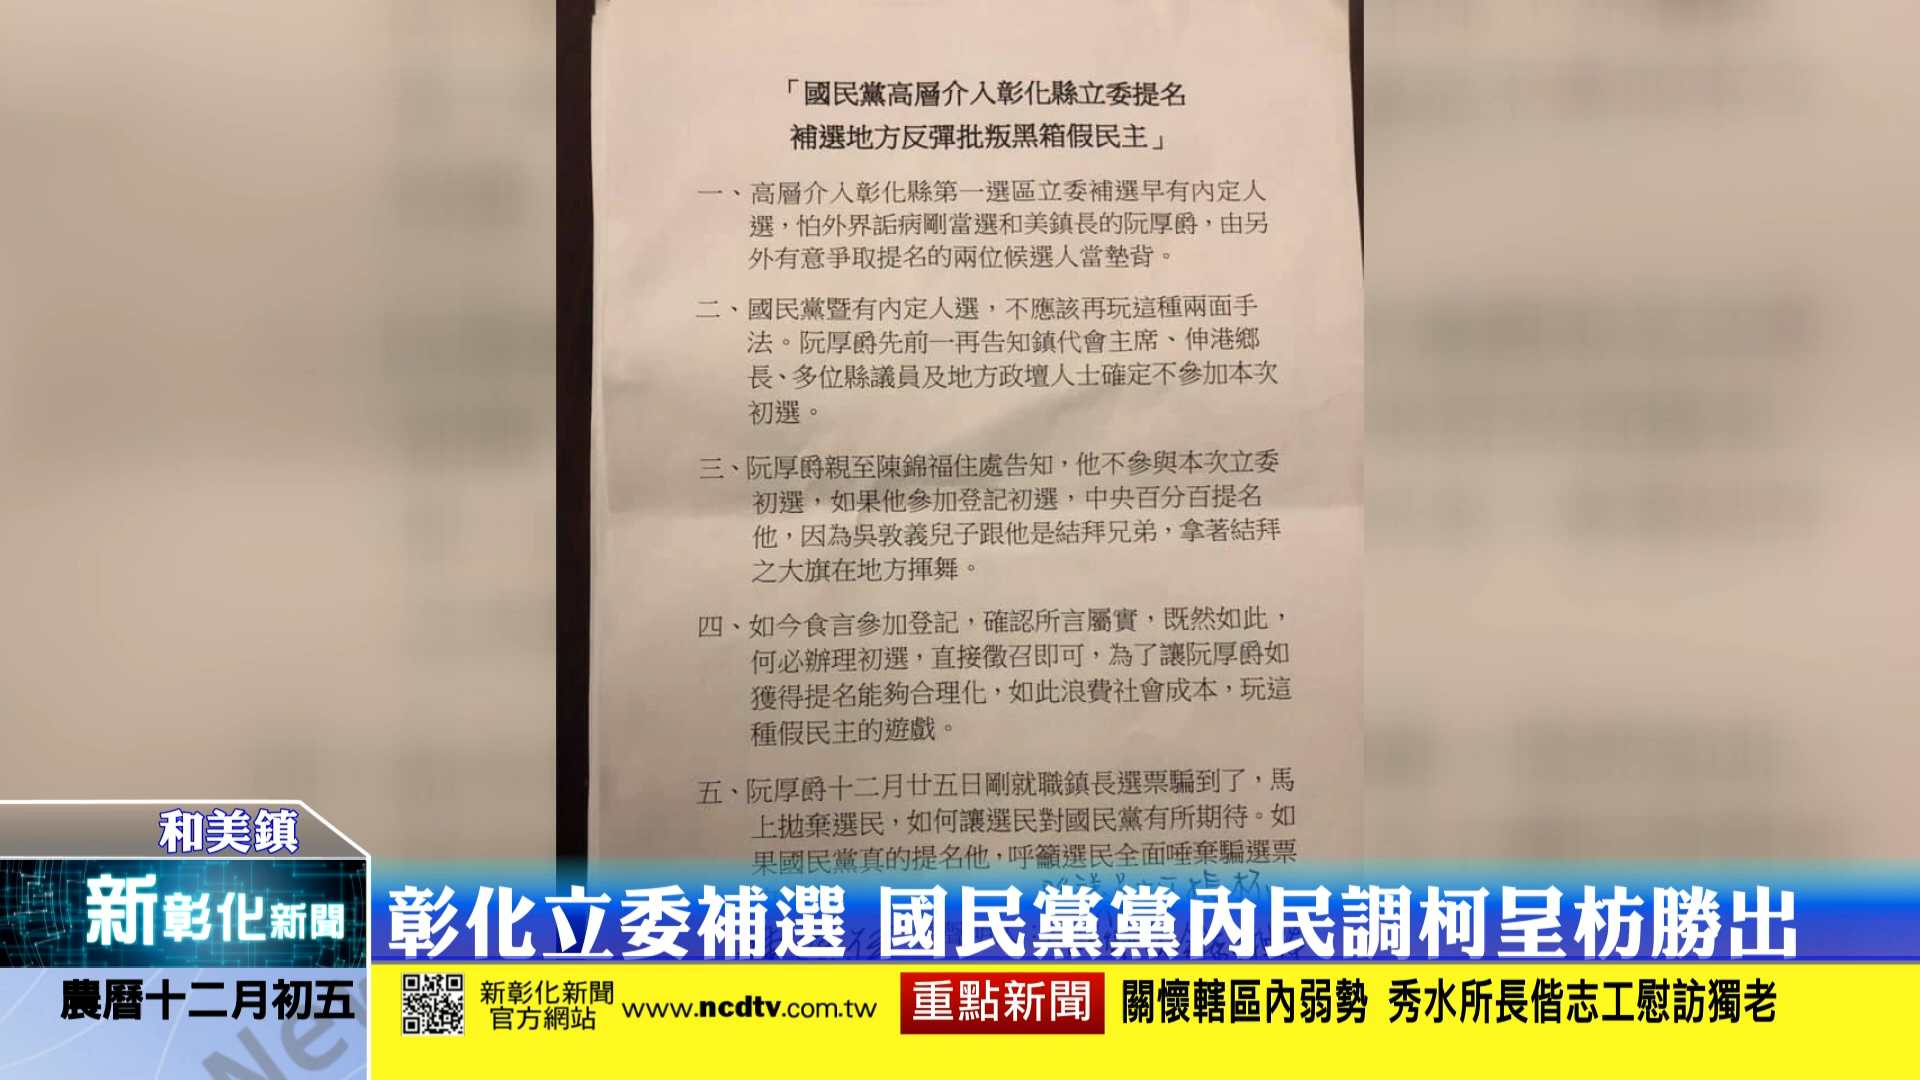 「國民黨高層介入彰化縣立委提名
補選地方反彈批叛黑箱假民主」
一、高層介入彰化縣第一選區立委補選早有內定人
選，怕外界詬病剛當選和美鎮長的阮厚爵，由另
外有意爭取提名的兩位候選人當墊背。
二、國民黨暨有內定人選，不應該再玩這種兩面手
法。阮厚爵先前一再告知鎮代會主席、伸港鄉
長、多位縣議員及地方政壇人士確定不參加本次
初選。
三、阮厚爵親至陳錦福住處告知，他不參與本次立委
初選，如果他參加登記初選，中央百分百提名
他，因為吳敦義兒子跟他是結拜兄弟，拿著結拜
之大旗在地方揮舞。
四、如今食言參加登記，確認所言屬實，既然如此，
何必辦理初選，直接徵召即可，為了讓阮厚爵如
獲得提名能夠合理化，如此浪費社會成本，玩這
種假民主的遊戲。
五、阮厚爵十二月廿五日剛就職鎮長選票騙到了，馬
上拋棄選民，如何讓選民對國民黨有所期待。如
果國民黨真的提名他，呼籲選民全面唾棄騙選票
和美鎮
新彰化新聞
彰化立委補選 國民黨黨內民調柯呈枋勝出
農曆十二月初五
新彰化新聞
官方網站
www.ncdtv.com.tw
重點新聞
關懷轄區內弱勢 秀水所長偕志工慰訪獨老
News